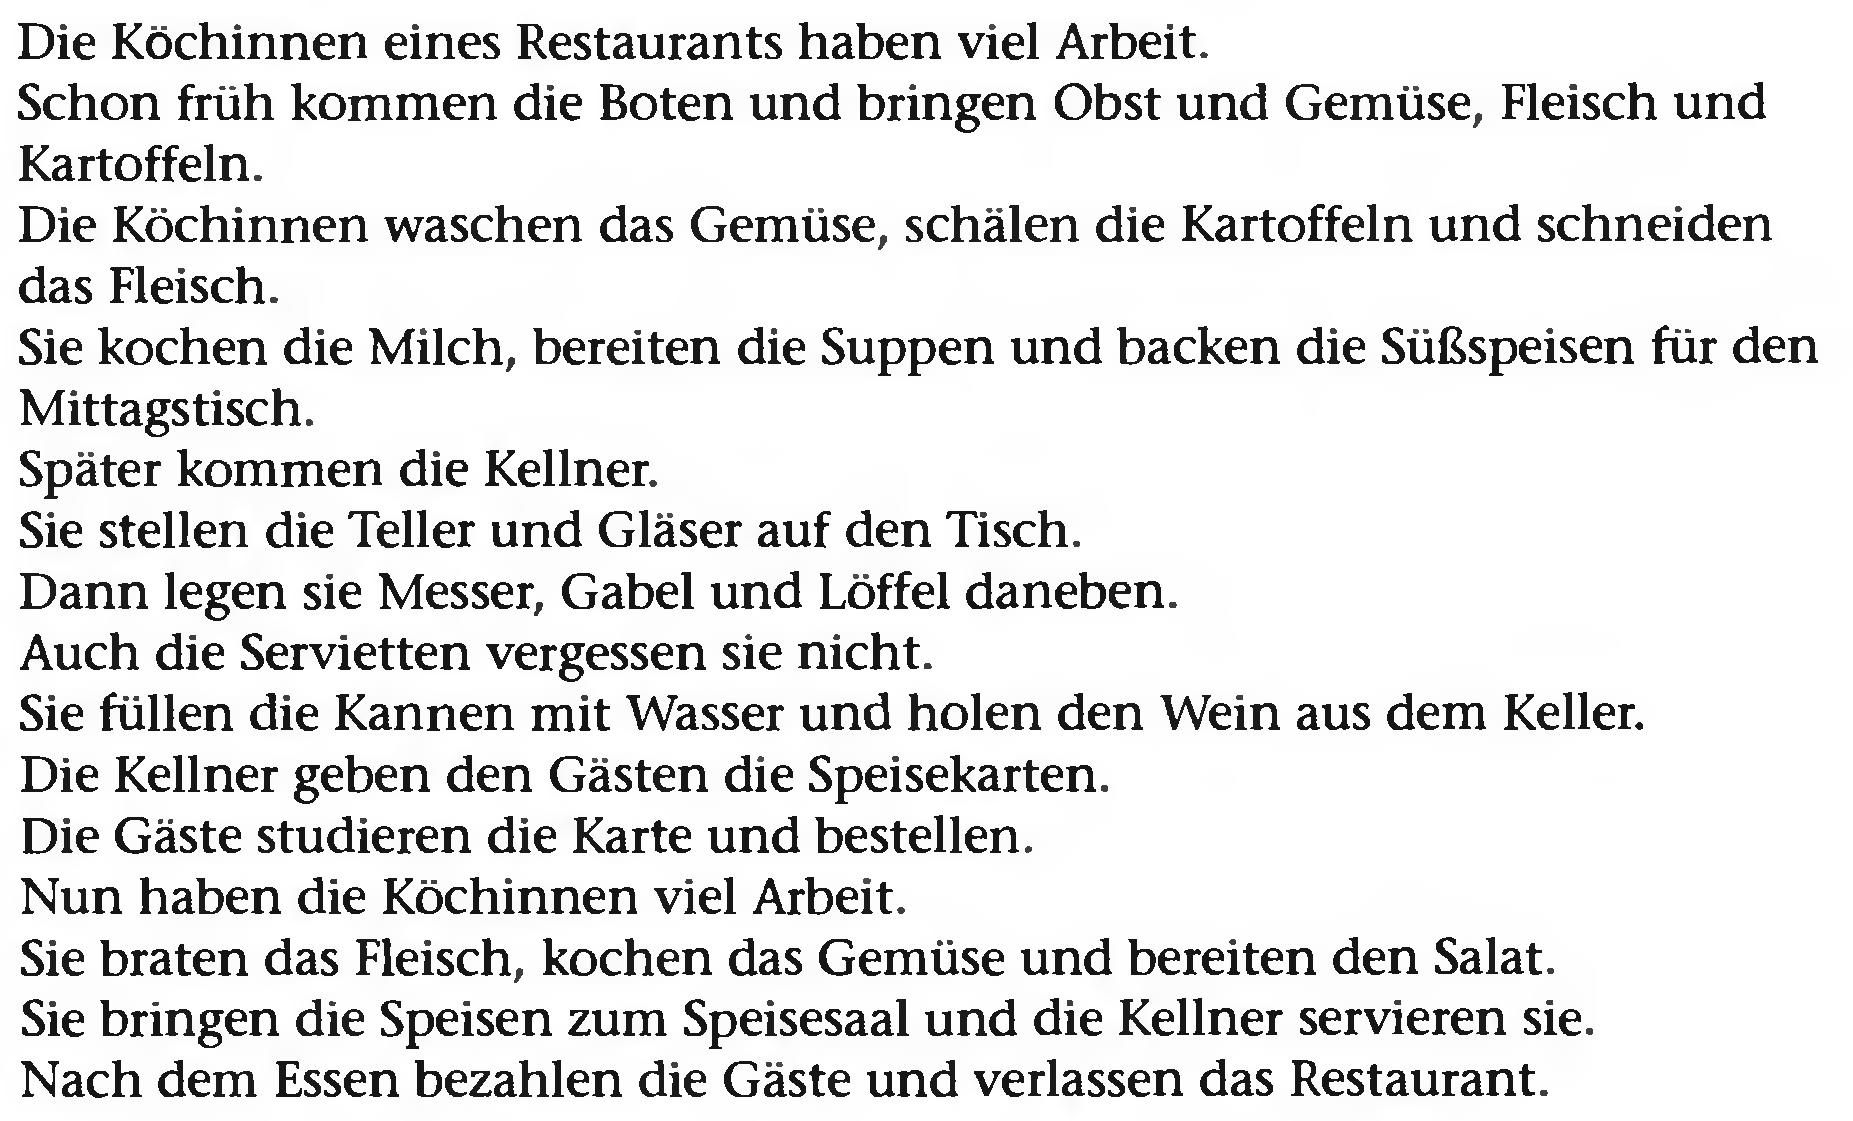 Die Köchinnen eines Restaurants haben viel Arbeit.
Schon früh kommen die Boten und bringen Obst und Gemüse, Fleisch und
Kartoffeln.
Die Köchinnen waschen das Gemüse, schälen die Kartoffeln und schneiden
das Fleisch.
Sie kochen die Milch, bereiten die Suppen und backen die Süßspeisen für den
Mittagstisch.
Später kommen die Kellner.
Sie stellen die Teller und Gläser auf den Tisch.
Dann legen sie Messer, Gabel und Löffel daneben.
Auch die Servietten vergessen sie nicht.
Sie füllen die Kannen mit Wasser und holen den Wein aus dem Keller.
Die Kellner geben den Gästen die Speisekarten.
Die Gäste studieren die Karte und bestellen.
Nun haben die Köchinnen viel Arbeit.
Sie braten das Fleisch, kochen das Gemüse und bereiten den Salat.
Sie bringen die Speisen zum Speisesaal und die Kellner servieren sie.
Nach dem Essen bezahlen die Gäste und verlassen das Restaurant.